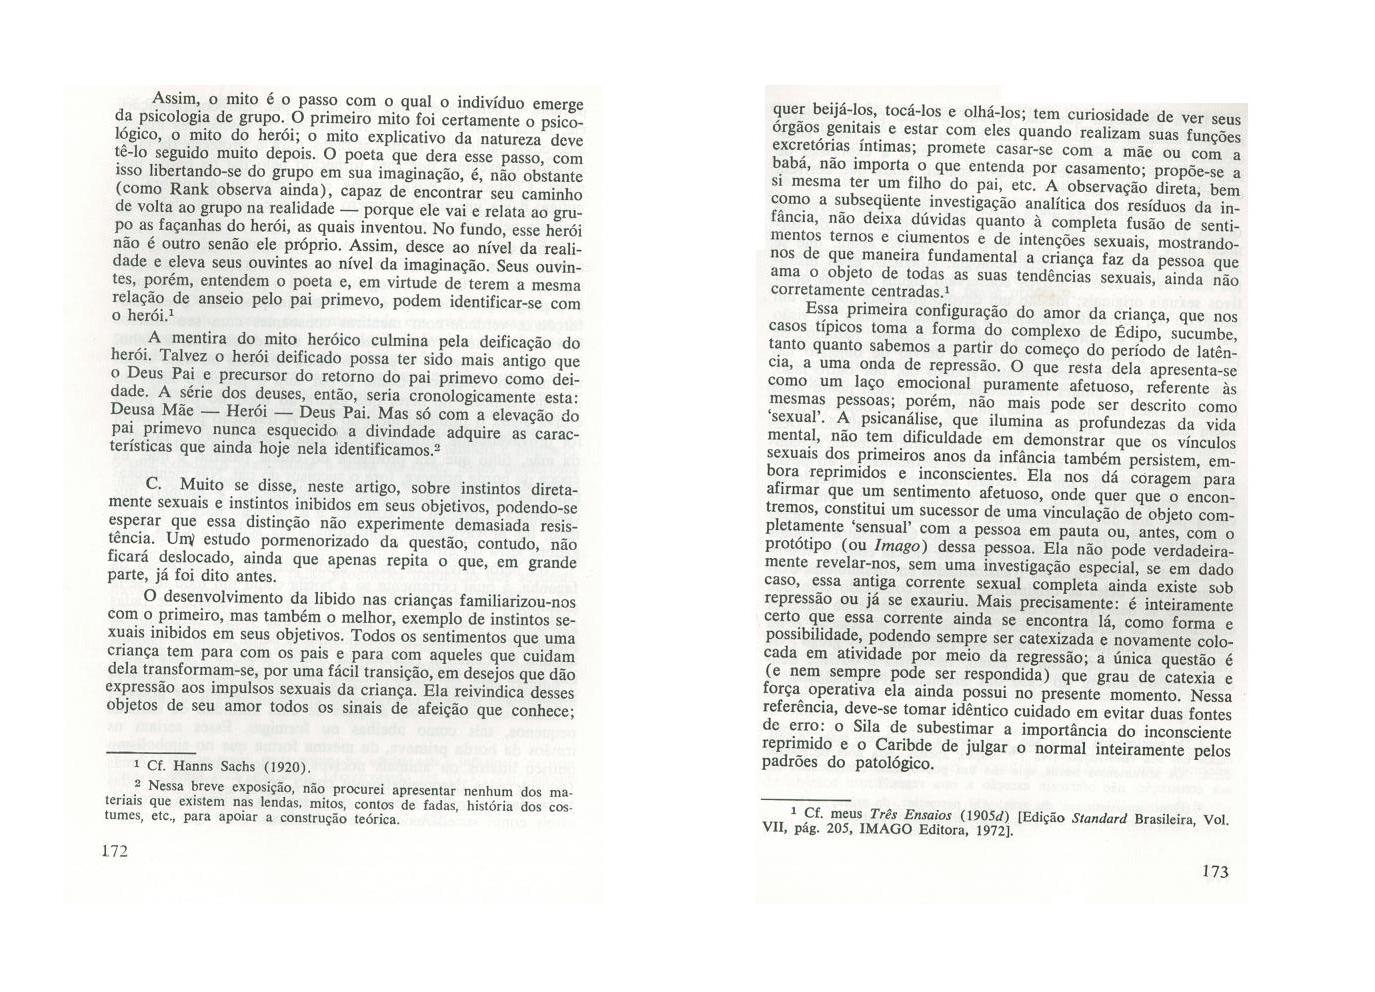 Assim, o mito é o passo com o qual o indivíduo emerge
da psicologia de grupo. O primeiro mito foi certamente o psico-
lógico, o mito do herói; o mito explicativo da natureza deve
tê-lo seguido muito depois. O poeta que dera esse passo, com
isso libertando-se do grupo em sua imaginação, é, não obstante
(como Rank observa ainda), capaz de encontrar seu caminho
de volta ao grupo na realidade — porque ele vai e relata ao gru-
po as façanhas do herói, as quais inventou. No fundo, esse herói
não é outro senão ele próprio. Assim, desce ao nível da reali-
dade e eleva seus ouvintes ao nível da imaginação. Seus ouvin-
tes, porém, entendem o poeta e, em virtude de terem a mesma
relação de anseio pelo pai primevo, podem identificar-se com
o herói.¹
A mentira do mito heróico culmina pela deificação do
herói. Talvez o herói deificado possa ter sido mais antigo que
o Deus Pai e precursor do retorno do pai primevo como dei-
dade. A série dos deuses, então, seria cronologicamente esta:
Deusa Mãe — Herói — Deus Pai. Mas só com a elevação do
pai primevo nunca esquecido a divindade adquire as carac-
terísticas que ainda hoje nela identificamos.²
C. Muito se disse, neste artigo, sobre instintos direta-
mente sexuais e instintos inibidos em seus objetivos, podendo-se
esperar que essa distinção não experimente demasiada resis-
tência. Um estudo pormenorizado da questão, contudo, não
ficará deslocado, ainda que apenas repita o que, em grande
parte, já foi dito antes.
O desenvolvimento da libido nas crianças familiarizou-nos
com o primeiro, mas também o melhor, exemplo de instintos se-
xuais inibidos em seus objetivos. Todos os sentimentos que uma
criança tem para com os pais e para com aqueles que cuidam
dela transformam-se, por uma fácil transição, em desejos que dão
expressão aos impulsos sexuais da criança. Ela reivindica desses
objetos de seu amor todos os sinais de afeição que conhece;
¹ Cf. Hanns Sachs (1920).
² Nessa breve exposição, não procurei apresentar nenhum dos ma-
teriais que existem nas lendas, mitos, contos de fadas, história dos cos-
tumes, etc., para apoiar a construção teórica.
172
quer beijá-los, tocá-los e olhá-los; tem curiosidade de ver seus
órgãos genitais e estar com eles quando realizam suas funções
excretórias íntimas; promete casar-se com a mãe ou com a
babá, não importa o que entenda por casamento; propõe-se a
si mesma ter um filho do pai, etc. A observação direta, bem
como a subseqüente investigação analítica dos resíduos da in-
fância, não deixa dúvidas quanto à completa fusão de senti-
mentos ternos e ciumentos e de intenções sexuais, mostrando-
nos de que maneira fundamental a criança faz da pessoa que
ama o objeto de todas as suas tendências sexuais, ainda não
corretamente centradas.¹
Essa primeira configuração do amor da criança, que nos
casos típicos toma a forma do complexo de Édipo, sucumbe,
tanto quanto sabemos a partir do começo do período de latên-
cia, a uma onda de repressão. O que resta dela apresenta-se
como um laço emocional puramente afetuoso, referente às
mesmas pessoas; porém, não mais pode ser descrito como
‘sexual’. A psicanálise, que ilumina as profundezas da vida
mental, não tem dificuldade em demonstrar que os vínculos
sexuais dos primeiros anos da infância também persistem, em-
bora reprimidos e inconscientes. Ela nos dá coragem para
afirmar que um sentimento afetuoso, onde quer que o encon-
tremos, constitui um sucessor de uma vinculação de objeto com-
pletamente ‘sensual’ com a pessoa em pauta ou, antes, com o
protótipo (ou Imago) dessa pessoa. Ela não pode verdadeira-
mente revelar-nos, sem uma investigação especial, se em dado
caso, essa antiga corrente sexual completa ainda existe sob
repressão ou já se exauriu. Mais precisamente: é inteiramente
certo que essa corrente ainda se encontra lá, como forma e
possibilidade, podendo sempre ser catexizada e novamente colo-
cada em atividade por meio da regressão; a única questão é
(e nem sempre pode ser respondida) que grau de catexia e
força operativa ela ainda possui no presente momento. Nessa
referência, deve-se tomar idêntico cuidado em evitar duas fontes
de erro: o Sila de subestimar a importância do inconsciente
reprimido e o Caribde de julgar o normal inteiramente pelos
padrões do patológico.
¹ Cf. meus Três Ensaios (1905d) [Edição Standard Brasileira, Vol.
VII, pág. 205, IMAGO Editora, 1972].
173